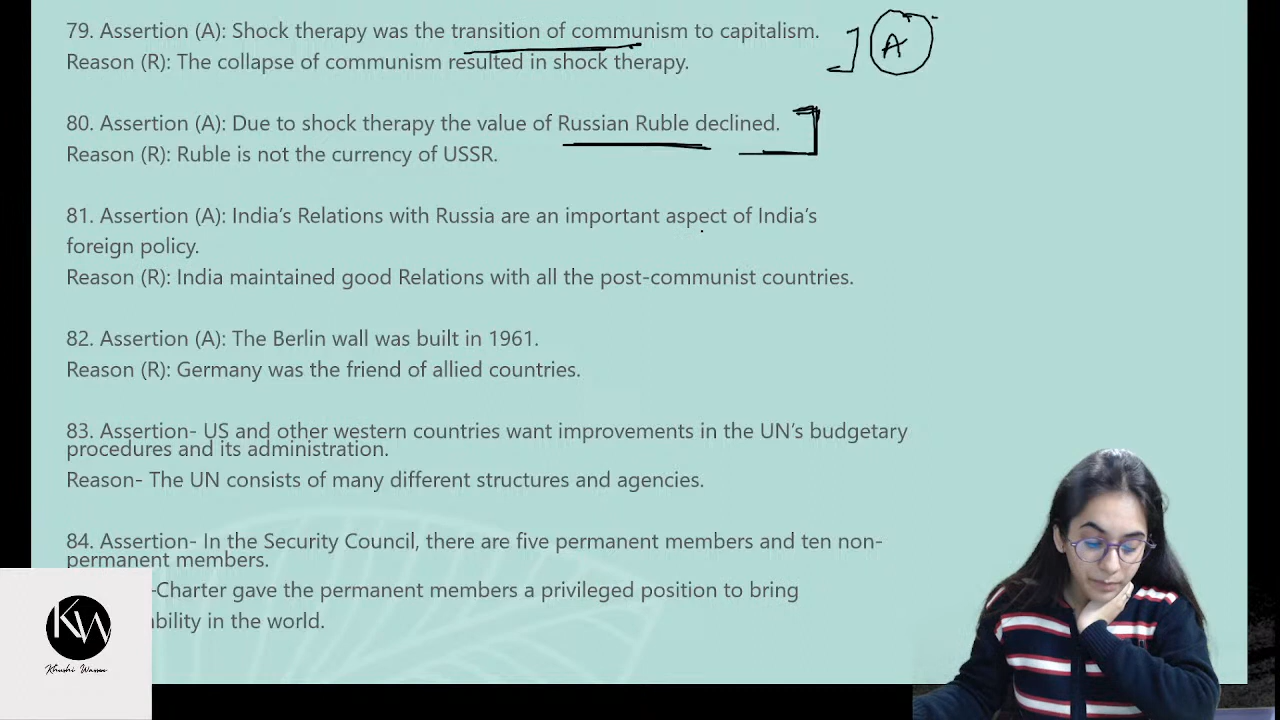 79. Assertion (A): Shock therapy was the transition of communism to capitalism.
A
Reason (R): The collapse of communism resulted in shock therapy.
80. Assertion (A): Due to shock therapy the value of Russian Ruble declined.
Reason (R): Ruble is not the currency of USSR.
81. Assertion (A): India's Relations with Russia are an important aspect of India's
foreign policy.
Reason (R): India maintained good Relations with all the post-communist countries.
82. Assertion (A): The Berlin wall was built in 1961.
Reason (R): Germany was the friend of allied countries.
83. Assertion- US and other western countries want improvements in the UN's budgetary
procedures and its administration.
Reason- The UN consists of many different structures and agencies.
84. Assertion- In the Security Council, there are five permanent members and ten non-
permanent members.
-Charter gave the permanent members a privileged position to bring
ability in the world.
KW